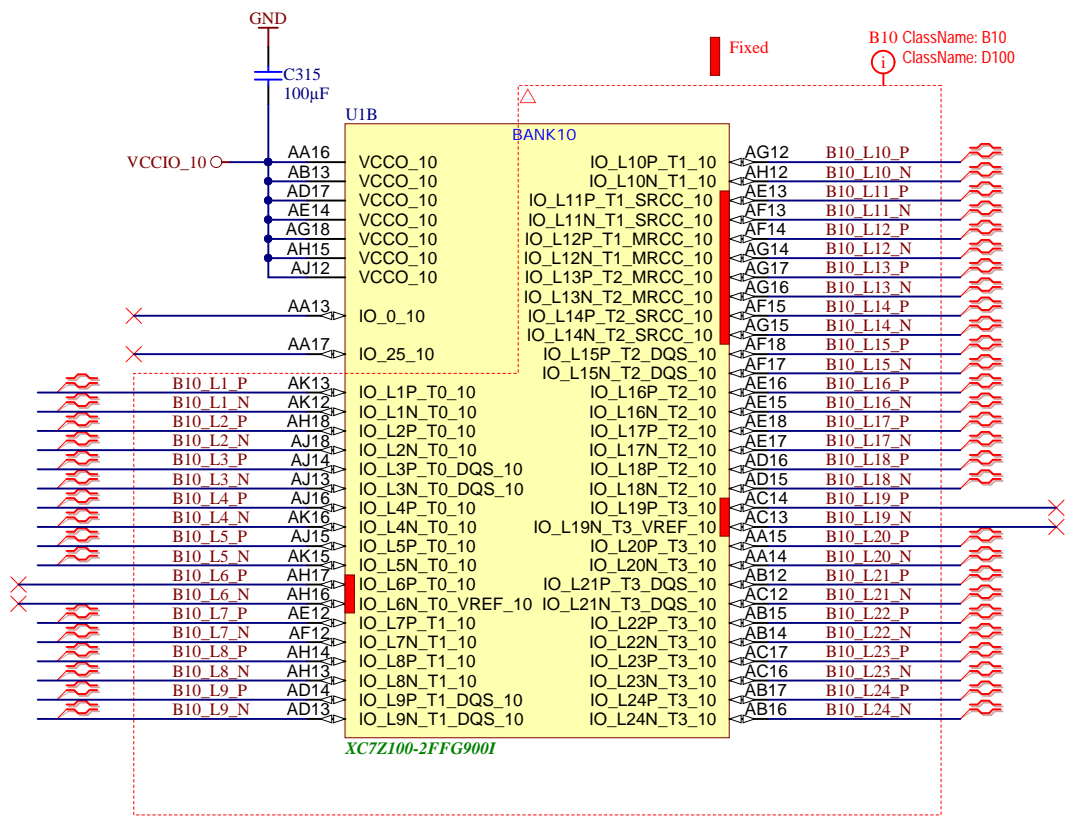 GND
C315
100µF
Fixed
B10 ClassName: B10
ClassName: D100
i
U1B
BANK10
VCCIO_10
AA16 VCCO_10
AB13 VCCO_10
AD17 VCCO_10
AE14 VCCO_10
AG18 VCCO_10
AH15 VCCO_10
AJ12 VCCO_10
AA13 IO_0_10
AA17 IO_25_10
B10_L1_P AK13 IO_L1P_T0_10
B10_L1_N AK12 IO_L1N_T0_10
B10_L2_P AH18 IO_L2P_T0_10
B10_L2_N AJ18 IO_L2N_T0_10
B10_L3_P AJ14 IO_L3P_T0_DQS_10
B10_L3_N AJ13 IO_L3N_T0_DQS_10
B10_L4_P AJ16 IO_L4P_T0_10
B10_L4_N AK16 IO_L4N_T0_10
B10_L5_P AJ15 IO_L5P_T0_10
B10_L5_N AK15 IO_L5N_T0_10
B10_L6_P AH17 IO_L6P_T0_10
B10_L6_N AH16 IO_L6N_T0_VREF_10
B10_L7_P AE12 IO_L7P_T1_10
B10_L7_N AF12 IO_L7N_T1_10
B10_L8_P AH14 IO_L8P_T1_10
B10_L8_N AH13 IO_L8N_T1_10
B10_L9_P AD14 IO_L9P_T1_DQS_10
B10_L9_N AD13 IO_L9N_T1_DQS_10
IO_L10P_T1_10 AG12 B10_L10_P
IO_L10N_T1_10 AH12 B10_L10_N
IO_L11P_T1_SRCC_10 AE13 B10_L11_P
IO_L11N_T1_SRCC_10 AF13 B10_L11_N
IO_L12P_T1_MRCC_10 AF14 B10_L12_P
IO_L12N_T1_MRCC_10 AG14 B10_L12_N
IO_L13P_T2_MRCC_10 AG17 B10_L13_P
IO_L13N_T2_MRCC_10 AG16 B10_L13_N
IO_L14P_T2_SRCC_10 AF15 B10_L14_P
IO_L14N_T2_SRCC_10 AG15 B10_L14_N
IO_L15P_T2_DQS_10 AF18 B10_L15_P
IO_L15N_T2_DQS_10 AF17 B10_L15_N
IO_L16P_T2_10 AE16 B10_L16_P
IO_L16N_T2_10 AE15 B10_L16_N
IO_L17P_T2_10 AE18 B10_L17_P
IO_L17N_T2_10 AE17 B10_L17_N
IO_L18P_T2_10 AD16 B10_L18_P
IO_L18N_T2_10 AD15 B10_L18_N
IO_L19P_T3_10 AC14 B10_L19_P
IO_L19N_T3_VREF_10 AC13 B10_L19_N
IO_L20P_T3_10 AA15 B10_L20_P
IO_L20N_T3_10 AA14 B10_L20_N
IO_L21P_T3_DQS_10 AB12 B10_L21_P
IO_L21N_T3_DQS_10 AC12 B10_L21_N
IO_L22P_T3_10 AB15 B10_L22_P
IO_L22N_T3_10 AB14 B10_L22_N
IO_L23P_T3_10 AC17 B10_L23_P
IO_L23N_T3_10 AC16 B10_L23_N
IO_L24P_T3_10 AB17 B10_L24_P
IO_L24N_T3_10 AB16 B10_L24_N
XC7Z100-2FFG900I